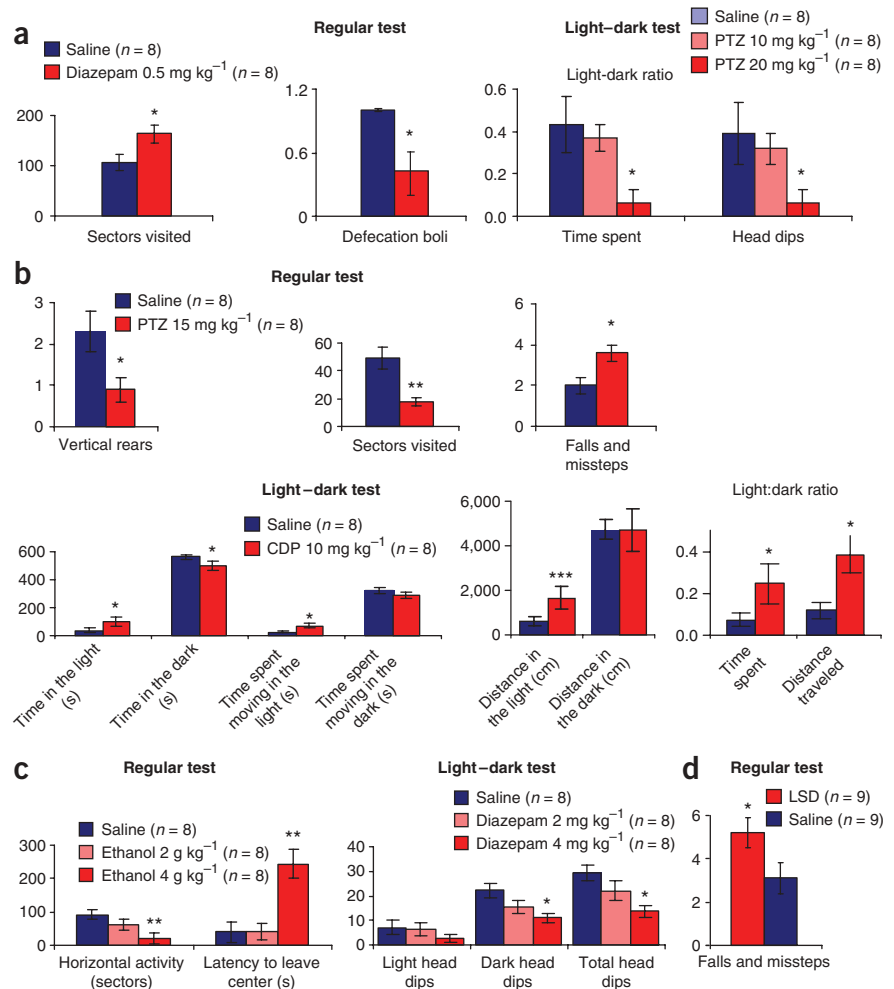 a
Regular test
Saline (n = 8)
Diazepam 0.5 mg kg⁻¹ (n = 8)
200
100
0
*
Sectors visited
1.2
0.6
0
*
Defecation boli
Light–dark test
Saline (n = 8)
PTZ 10 mg kg⁻¹ (n = 8)
PTZ 20 mg kg⁻¹ (n = 8)
Light-dark ratio
0.6
0.4
0.2
0.0
*
*
Time spent
Head dips
b
Regular test
Saline (n = 8)
PTZ 15 mg kg⁻¹ (n = 8)
3
2
1
0
*
Vertical rears
60
40
20
0
**
Sectors visited
6
4
2
0
*
Falls and
missteps
Light–dark test
Saline (n = 8)
CDP 10 mg kg⁻¹ (n = 8)
600
400
200
0
*
*
*
Time in the light
(s)
Time in the dark
(s)
Time spent
moving in the
light (s)
Time spent
moving in the
dark (s)
6,000
4,000
2,000
0
***
Distance in
the light (cm)
Distance in
the dark (cm)
Light:dark ratio
0.4
0.2
0.0
*
*
Time
spent
Distance
traveled
c
Regular test
Saline (n = 8)
Ethanol 2 g kg⁻¹ (n = 8)
Ethanol 4 g kg⁻¹ (n = 8)
300
200
100
0
**
**
Horizontal activity
(sectors)
Latency to leave
center (s)
Light–dark test
Saline (n = 8)
Diazepam 2 mg kg⁻¹ (n = 8)
Diazepam 4 mg kg⁻¹ (n = 8)
40
30
20
10
0
*
*
Light head
dips
Dark head
dips
Total head
dips
d
Regular test
LSD (n = 9)
Saline (n = 9)
6
4
2
0
*
Falls and missteps